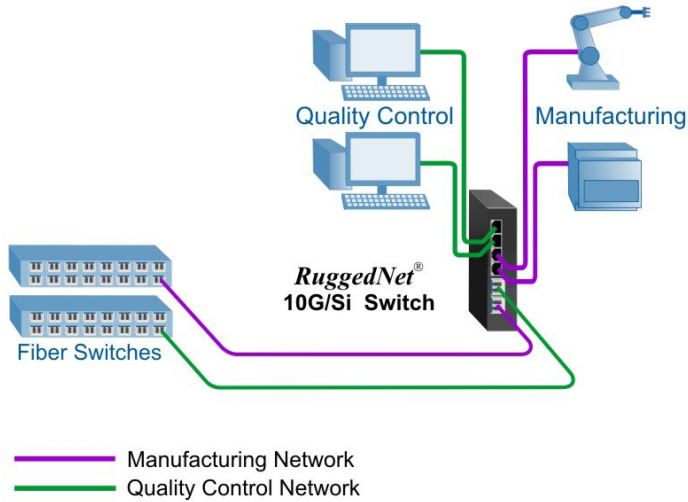 Quality Control
Manufacturing
RuggedNet®
10G/Si Switch
Fiber Switches
Manufacturing Network
Quality Control Network